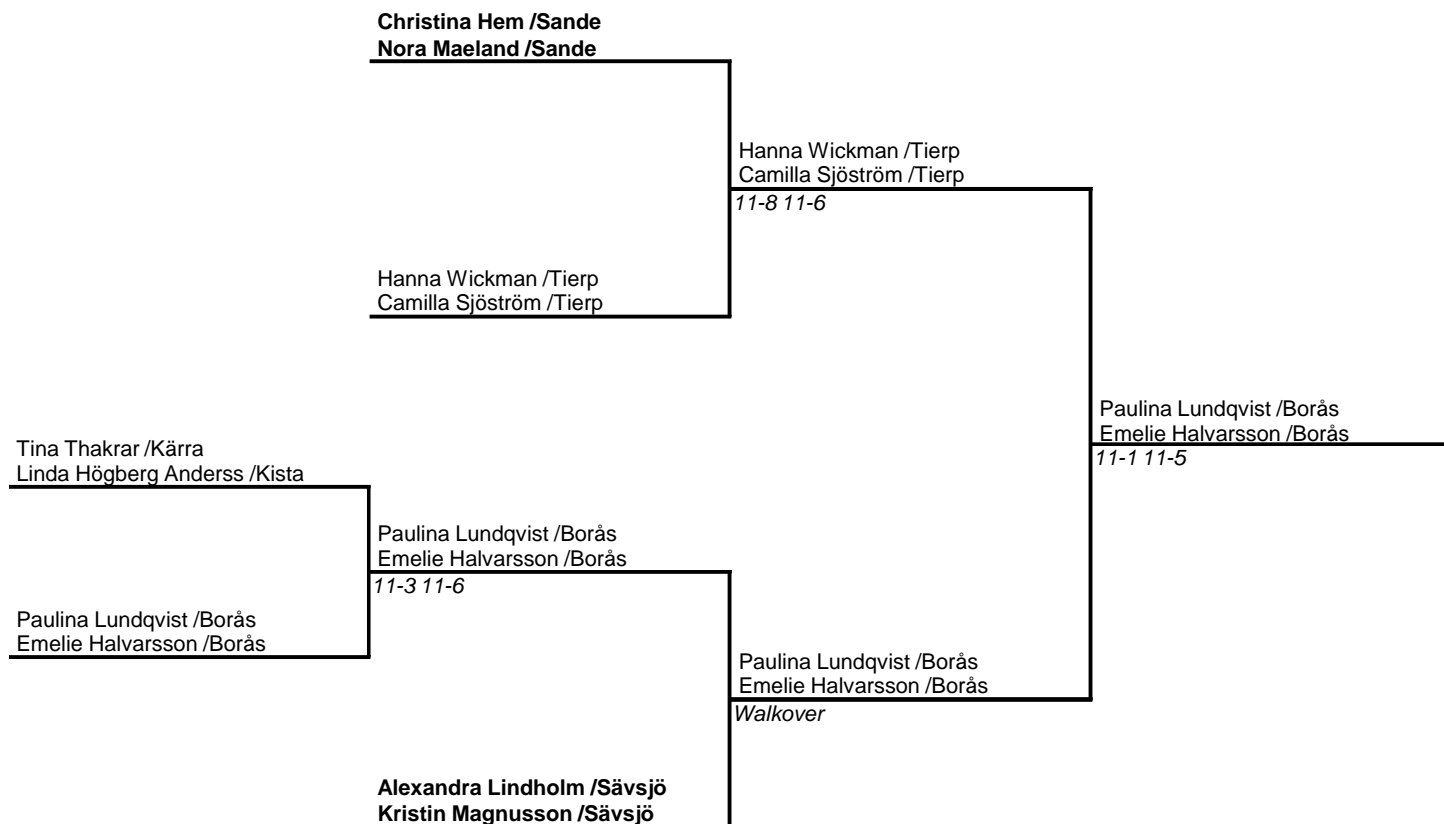 Christina Hem /Sande
Nora Maeland /Sande
Hanna Wickman /Tierp
Camilla Sjöström /Tierp
11-8 11-6
Hanna Wickman /Tierp
Camilla Sjöström /Tierp
Paulina Lundqvist /Borås
Emelie Halvarsson /Borås
11-1 11-5
Tina Thakrar /Kärra
Linda Högberg Anderss /Kista
Paulina Lundqvist /Borås
Emelie Halvarsson /Borås
11-3 11-6
Paulina Lundqvist /Borås
Emelie Halvarsson /Borås
Paulina Lundqvist /Borås
Emelie Halvarsson /Borås
Walkover
Alexandra Lindholm /Sävsjö
Kristin Magnusson /Sävsjö